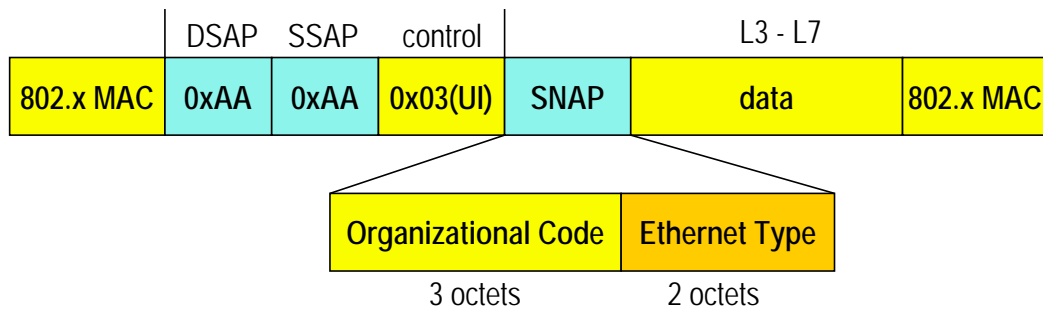 DSAP SSAP control L3 - L7
802.x MAC 0xAA 0xAA 0x03(UI) SNAP data 802.x MAC
Organizational Code Ethernet Type
3 octets 2 octets